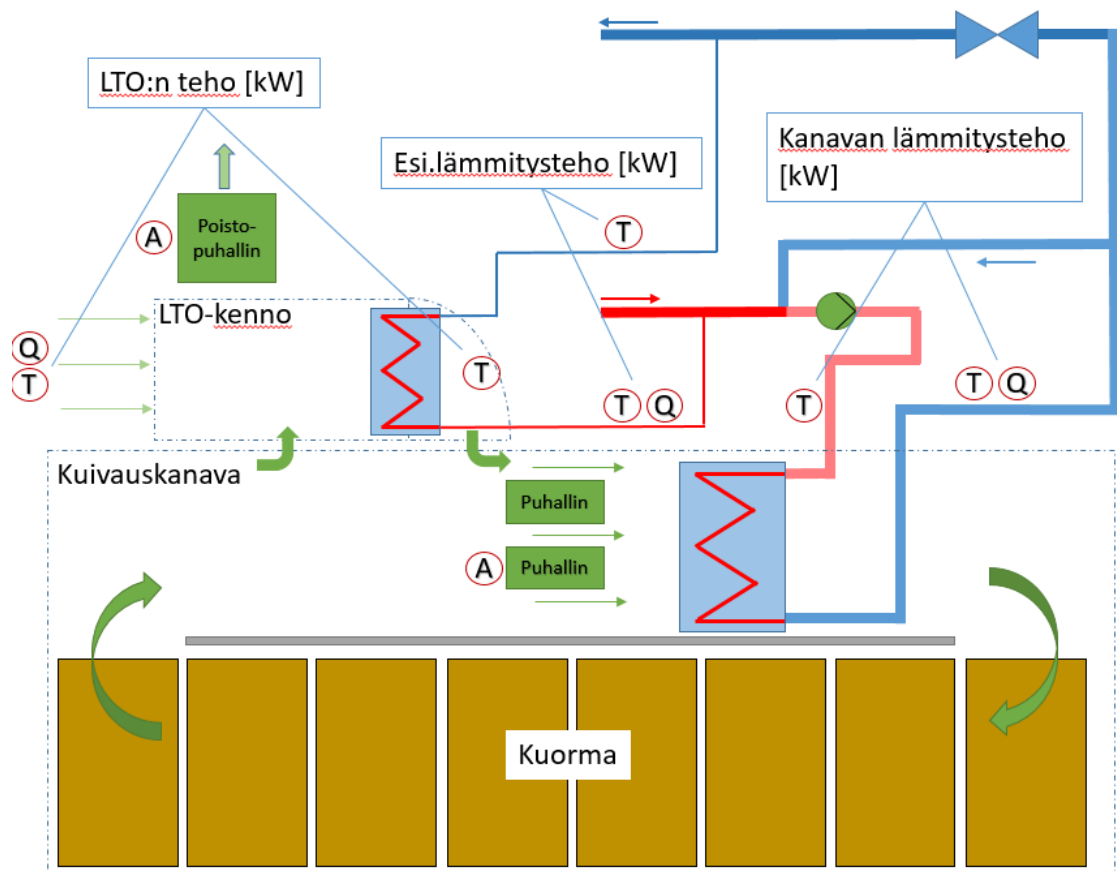 LTO:n teho [kW]
Esi.lämmitysteho [kW]
Kanavan lämmitysteho
[kW]
A
Poisto-
puhallin
T
LTO-kenno
Q
T
T
T
Q
T
T
Q
Kuivauskanava
Puhallin
A
Puhallin
Kuorma